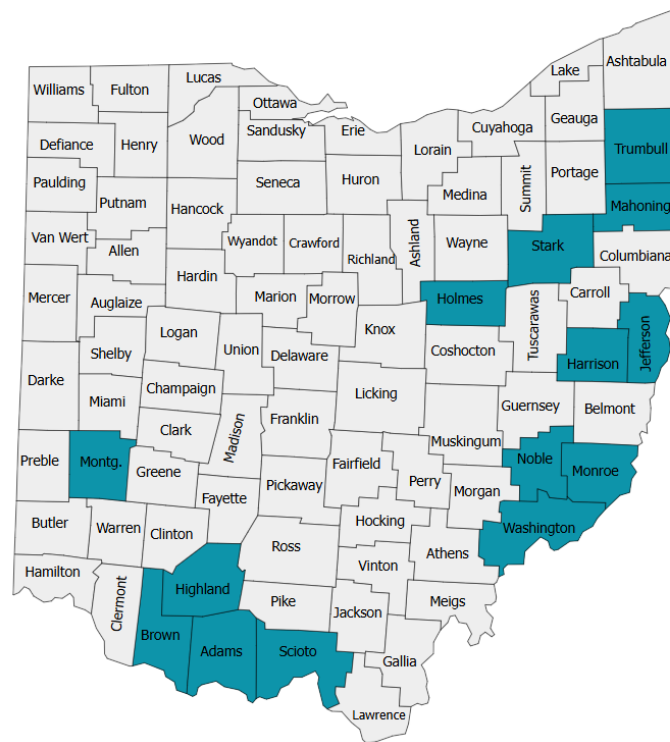 Ashtabula
Lake
Williams
Fulton
Lucas
Ottawa
Geauga
Cuyahoga
Sandusky
Erie
Wood
Henry
Defiance
Lorain
Trumbull
Portage
Summit
Medina
Huron
Seneca
Paulding
Putnam
Hancock
Mahoning
Van Wert
Allen
Wyandot
Crawford
Richland
Ashland
Wayne
Stark
Columbiana
Hardin
Mercer
Auglaize
Marion
Morrow
Holmes
Tuscarawas
Carroll
Jefferson
Knox
Logan
Union
Delaware
Coshocton
Harrison
Shelby
Darke
Champaign
Licking
Miami
Guernsey
Belmont
Clark
Madison
Franklin
Muskingum
Preble
Montg.
Greene
Fairfield
Perry
Noble
Monroe
Pickaway
Morgan
Fayette
Butler
Warren
Clinton
Hocking
Washington
Ross
Athens
Vinton
Hamilton
Clermont
Highland
Pike
Jackson
Meigs
Brown
Adams
Scioto
Gallia
Lawrence